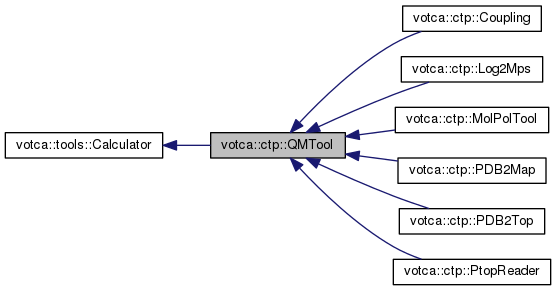 votca::ctp::Coupling
votca::ctp::Log2Mps
votca::ctp::MolPolTool
votca::tools::Calculator
votca::ctp::QMTool
votca::ctp::PDB2Map
votca::ctp::PDB2Top
votca::ctp::PtopReader